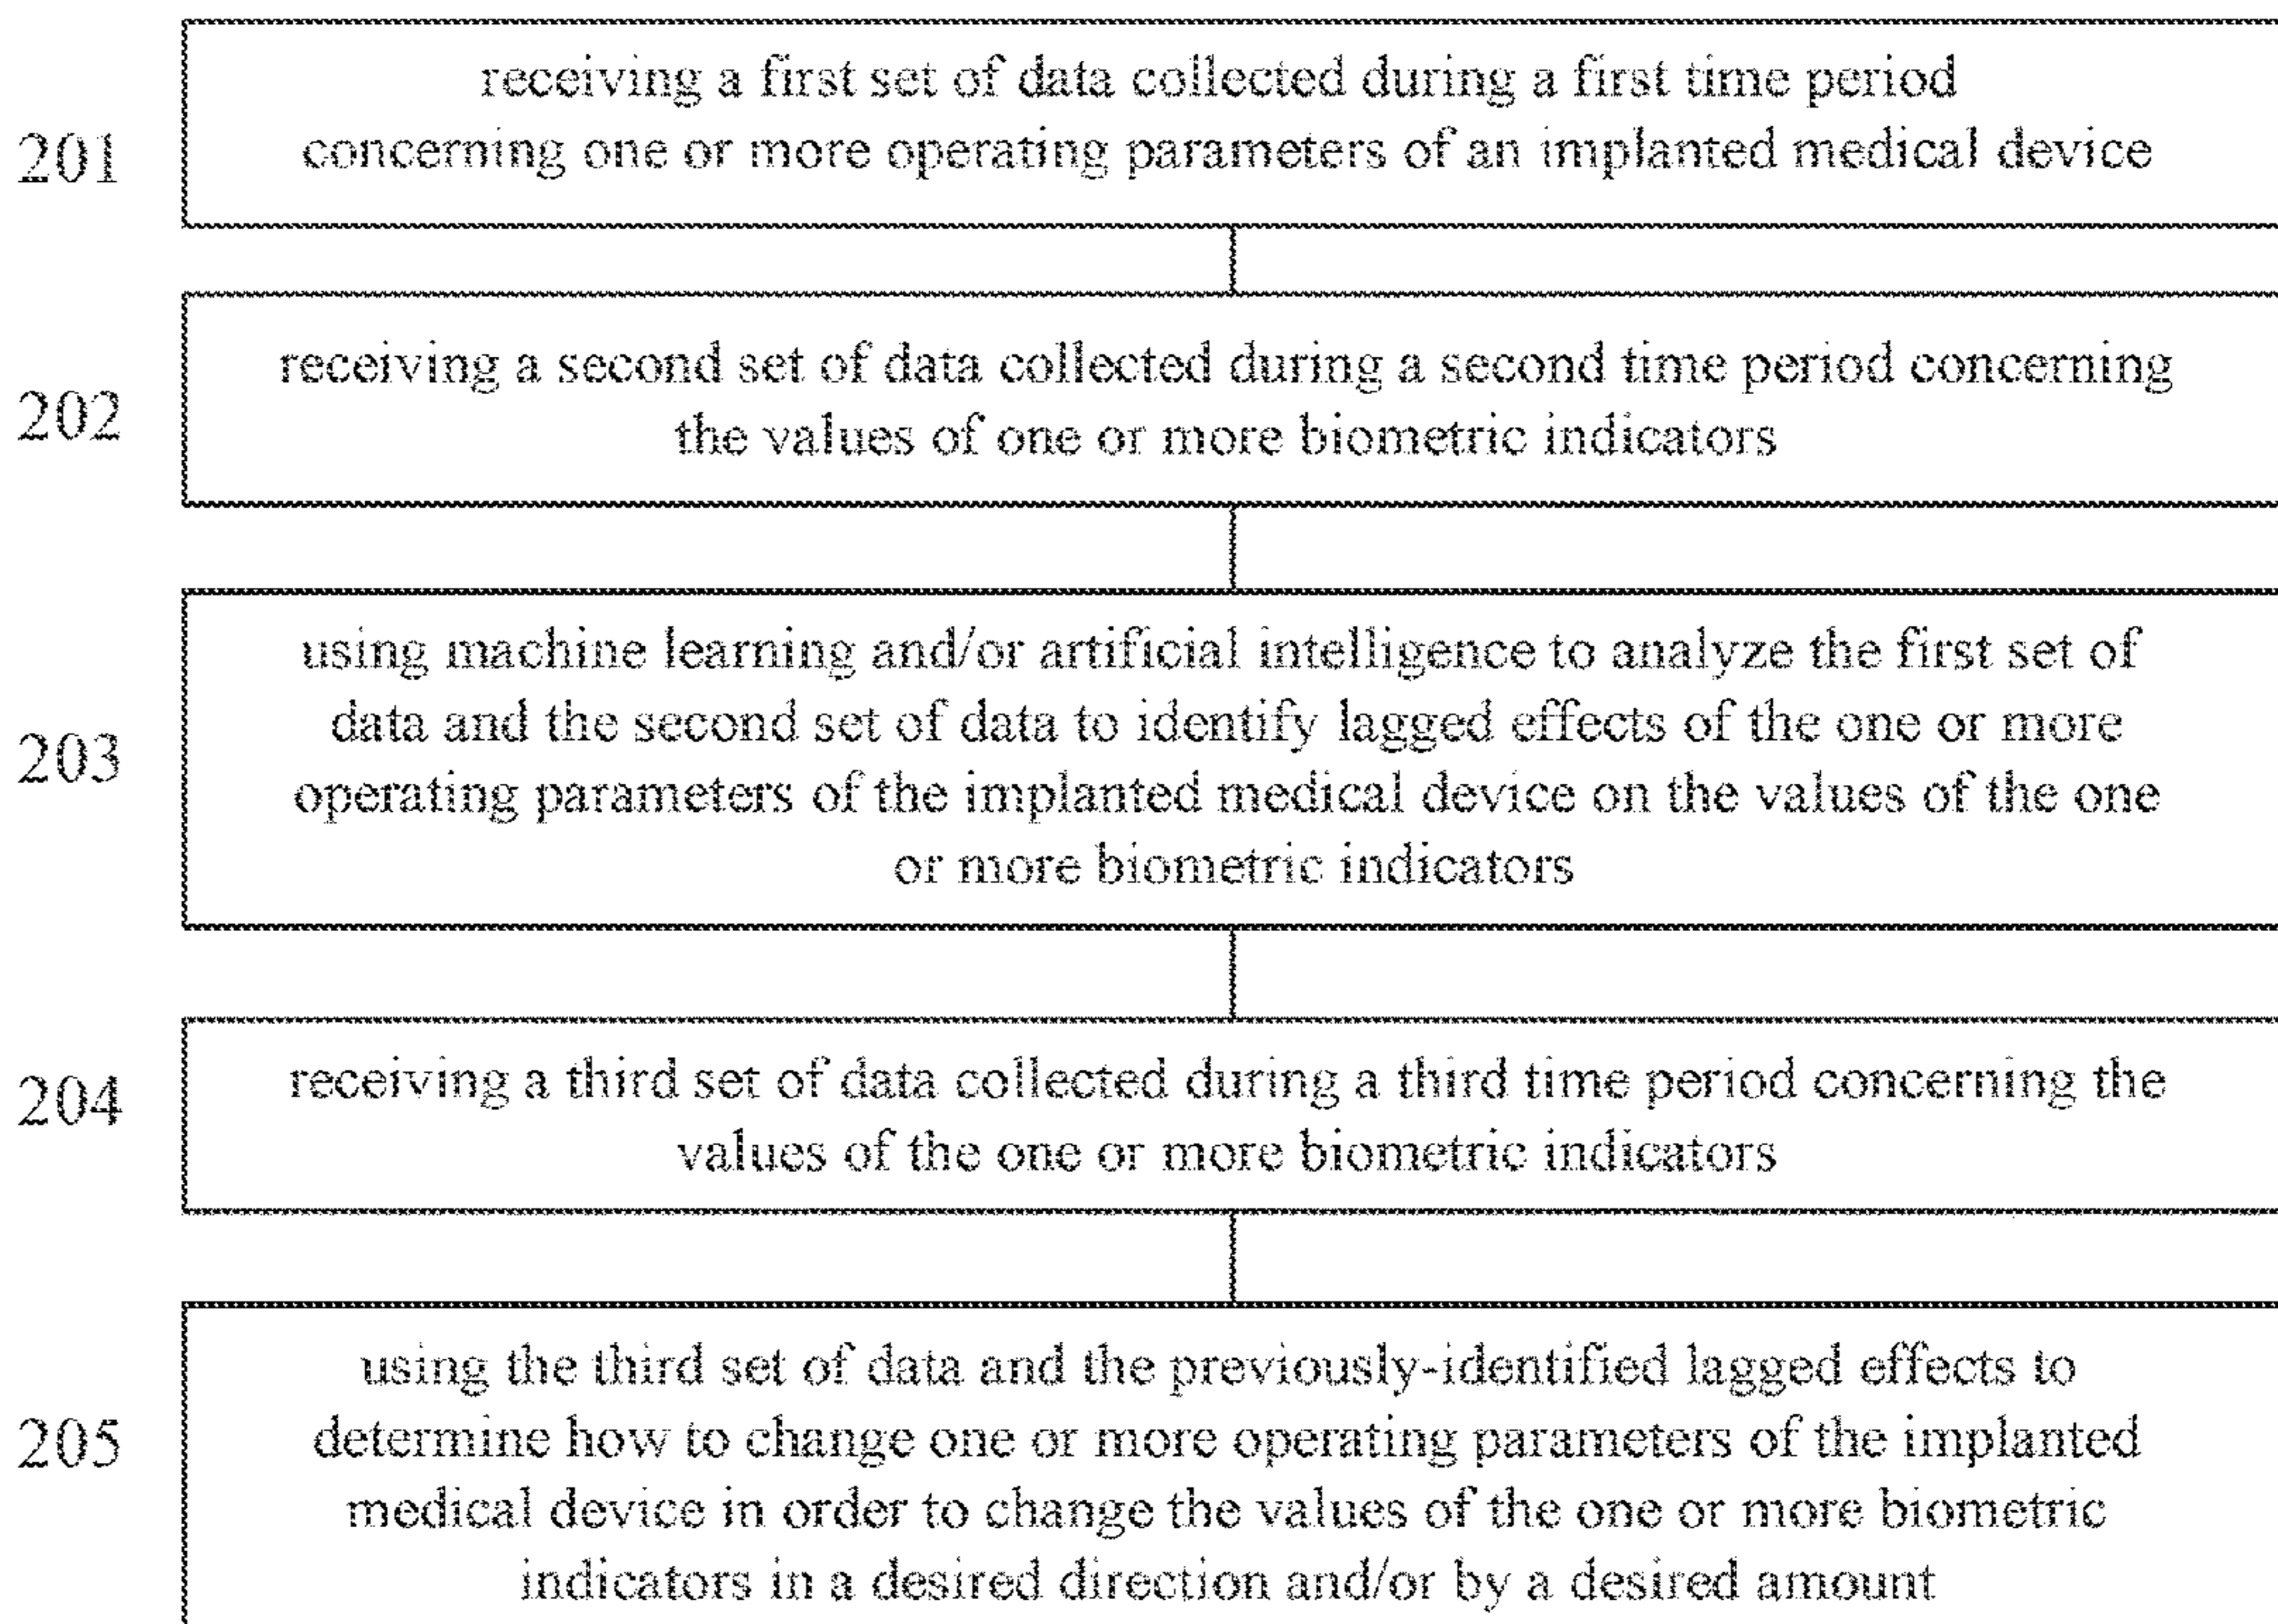 receiving a first set of data collected during a first time period
201
concerning one or more operating parameters of an implanted medical device
receiving a second set of data collected during a second time period concerning
202
the values of one or more biometric indicators
using machine learning and/or artificial intelligence to analyze the first set of
data and the second set of data to identify lagged effects of the one or more
203
operating parameters of the implanted medical device on the values of the one
or more biometric indicators
receiving a third set of data collected during a third time period concerning the
204
values of the one or more biometric indicators
using the third set of data and the previously-identified lagged effects to
determine how to change one or more operating parameters of the implanted
205
medical device in order to change the values of the one or more biometric
indicators in a desired direction and/or by a desired amount